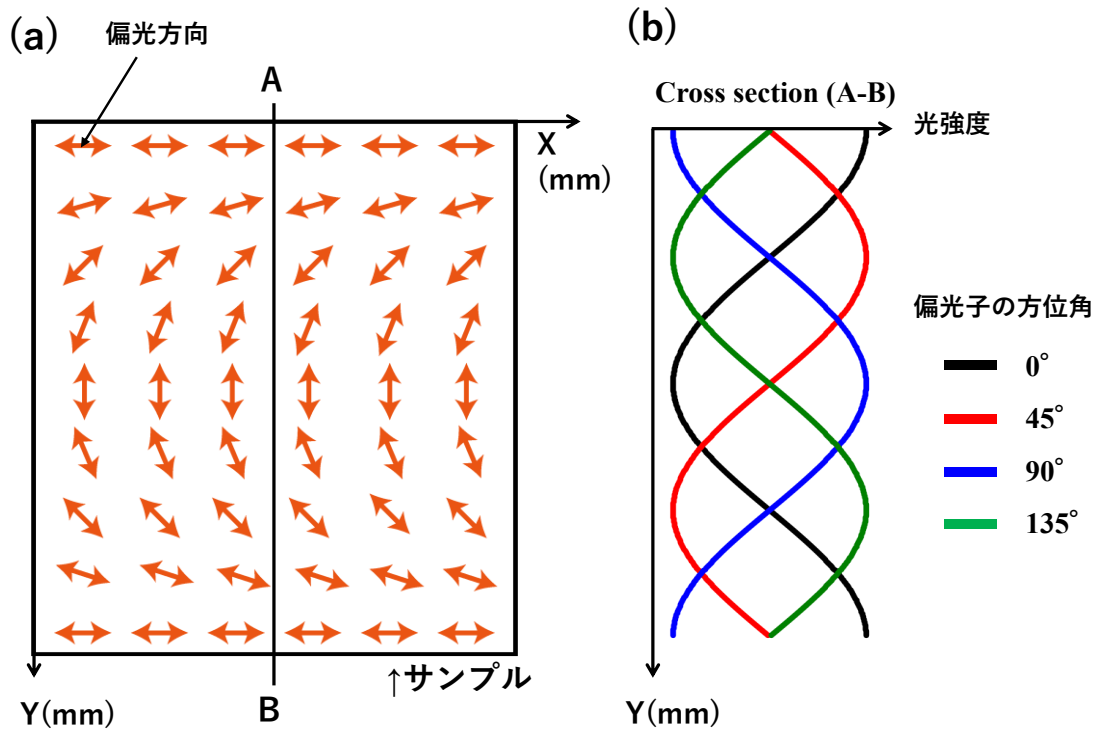 (a)
偏光方向
A
X
(mm)
Y(mm)
B
↑サンプル
(b)
Cross section (A-B)
光強度
偏光子の方位角
0°
45°
90°
135°
Y(mm)